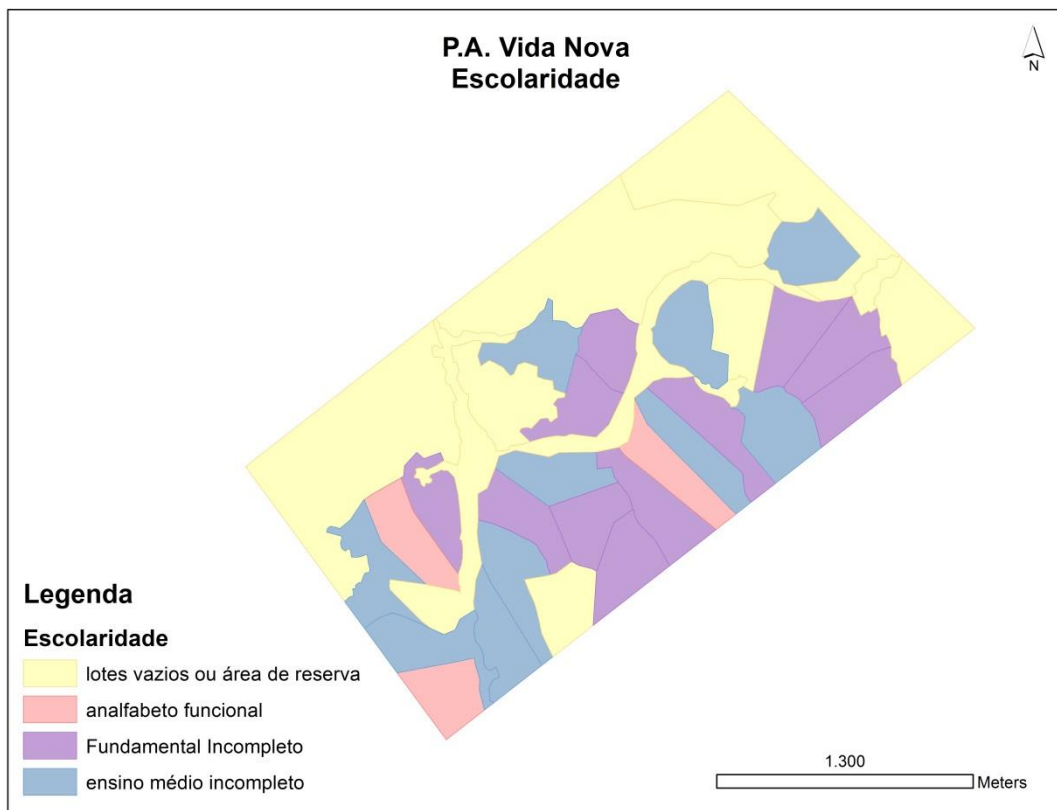 P.A. Vida Nova
Escolaridade
N
Legenda
Escolaridade
lotes vazios ou área de reserva
analfabeto funcional
Fundamental Incompleto
ensino médio incompleto
1.300
Meters